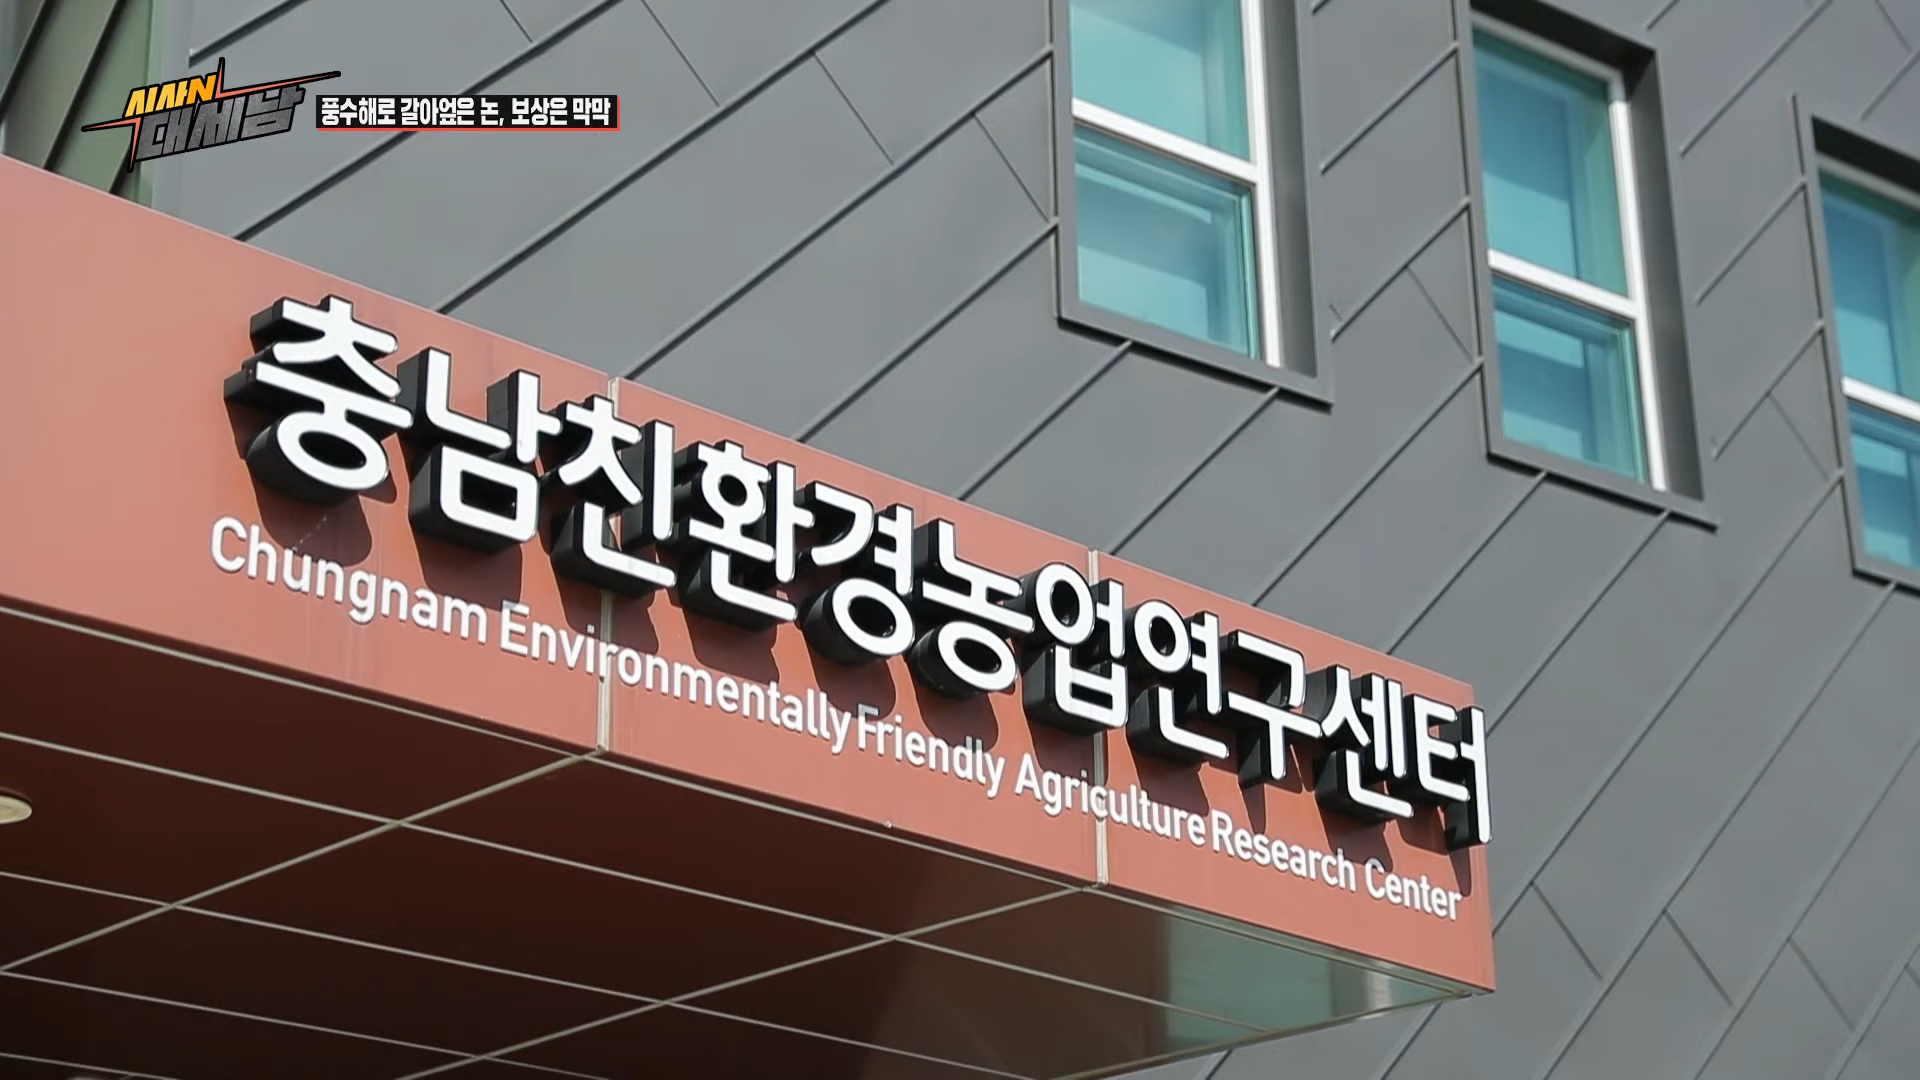 시사N
대세남
풍수해로 갈아엎은 논, 보상은 막막
충남친환경농업연구센터
Chungnam Environmentally Friendly Agriculture Research Center